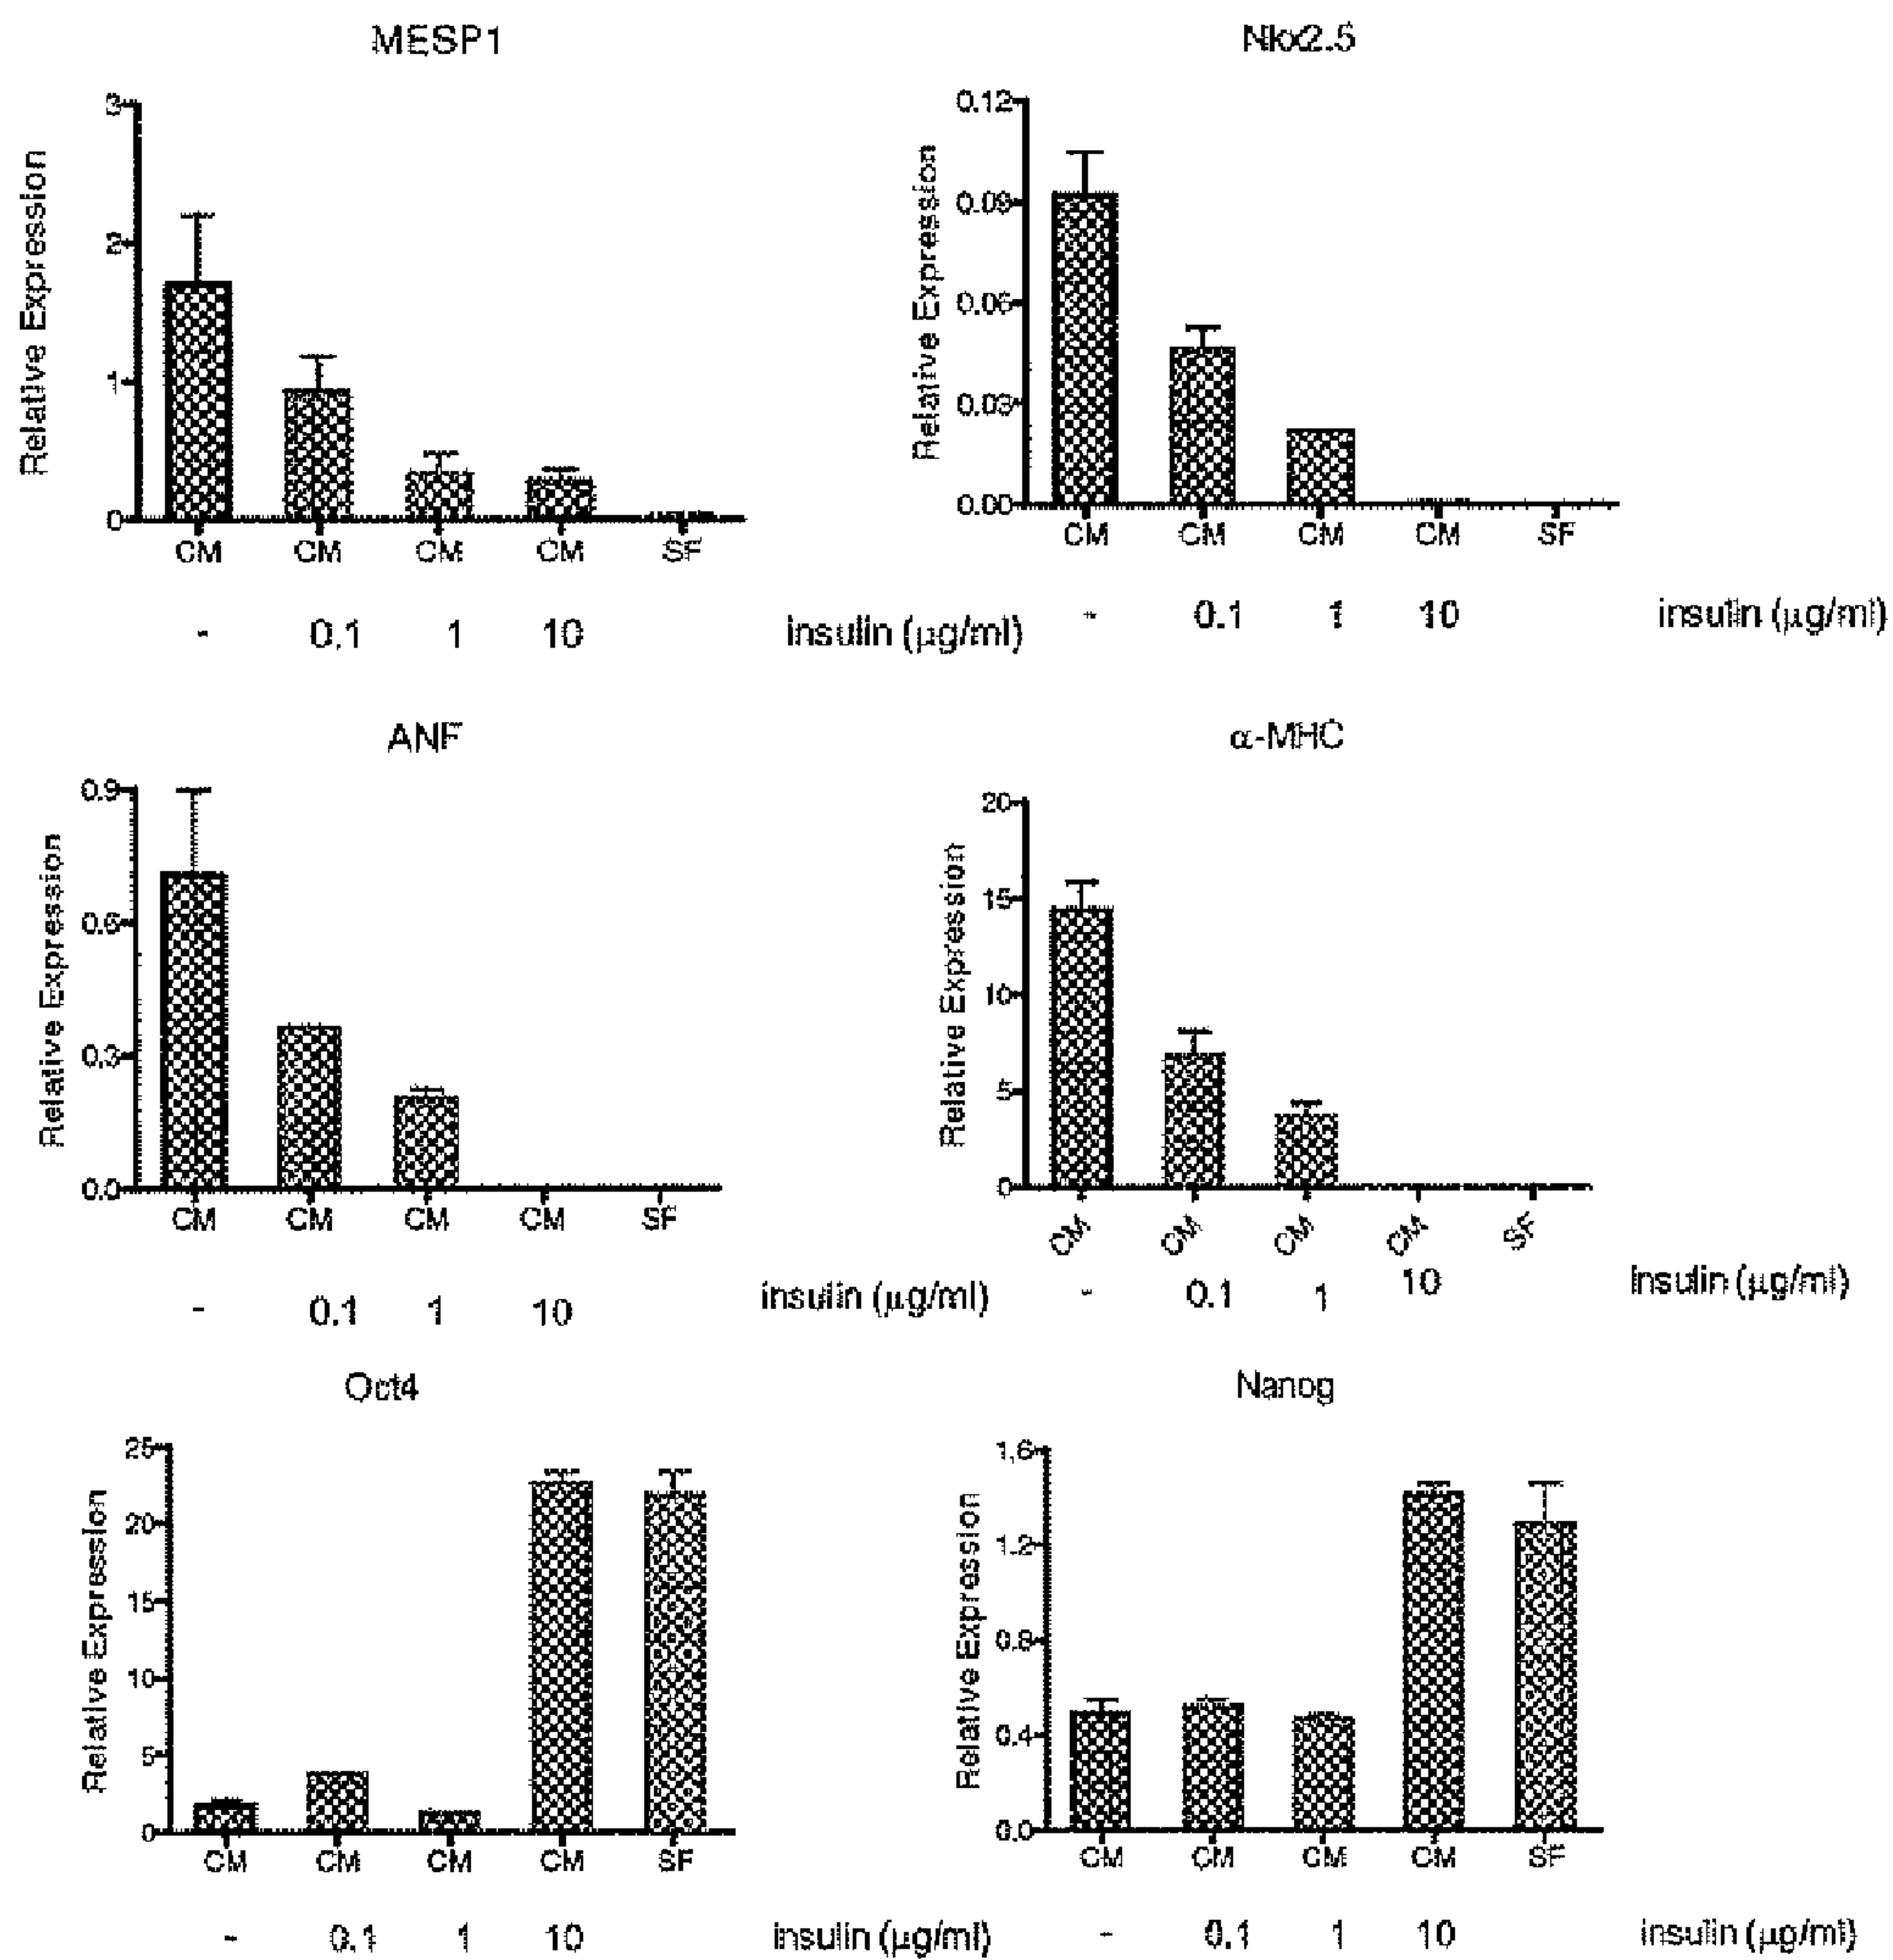 MESP1
Relative Expression
3
2
1
0
CM CM CM CM SF
- 0.1 1 10 insulin (µg/ml)
Nkx2.5
Relative Expression
0.12
0.09
0.06
0.03
0.00
CM CM CM CM SF
- 0.1 1 10 insulin (µg/ml)
ANF
Relative Expression
0.9
0.6
0.3
0.0
CM CM CM CM SF
- 0.1 1 10 insulin (µg/ml)
α-MHC
Relative Expression
20
15
10
5
0
CM CM CM CM SF
- 0.1 1 10 insulin (µg/ml)
Oct4
Relative Expression
25
20
15
10
5
0
CM CM CM CM SF
- 0.1 1 10 insulin (µg/ml)
Nanog
Relative Expression
1.6
1.2
0.8
0.4
0.0
CM CM CM CM SF
- 0.1 1 10 insulin (µg/ml)